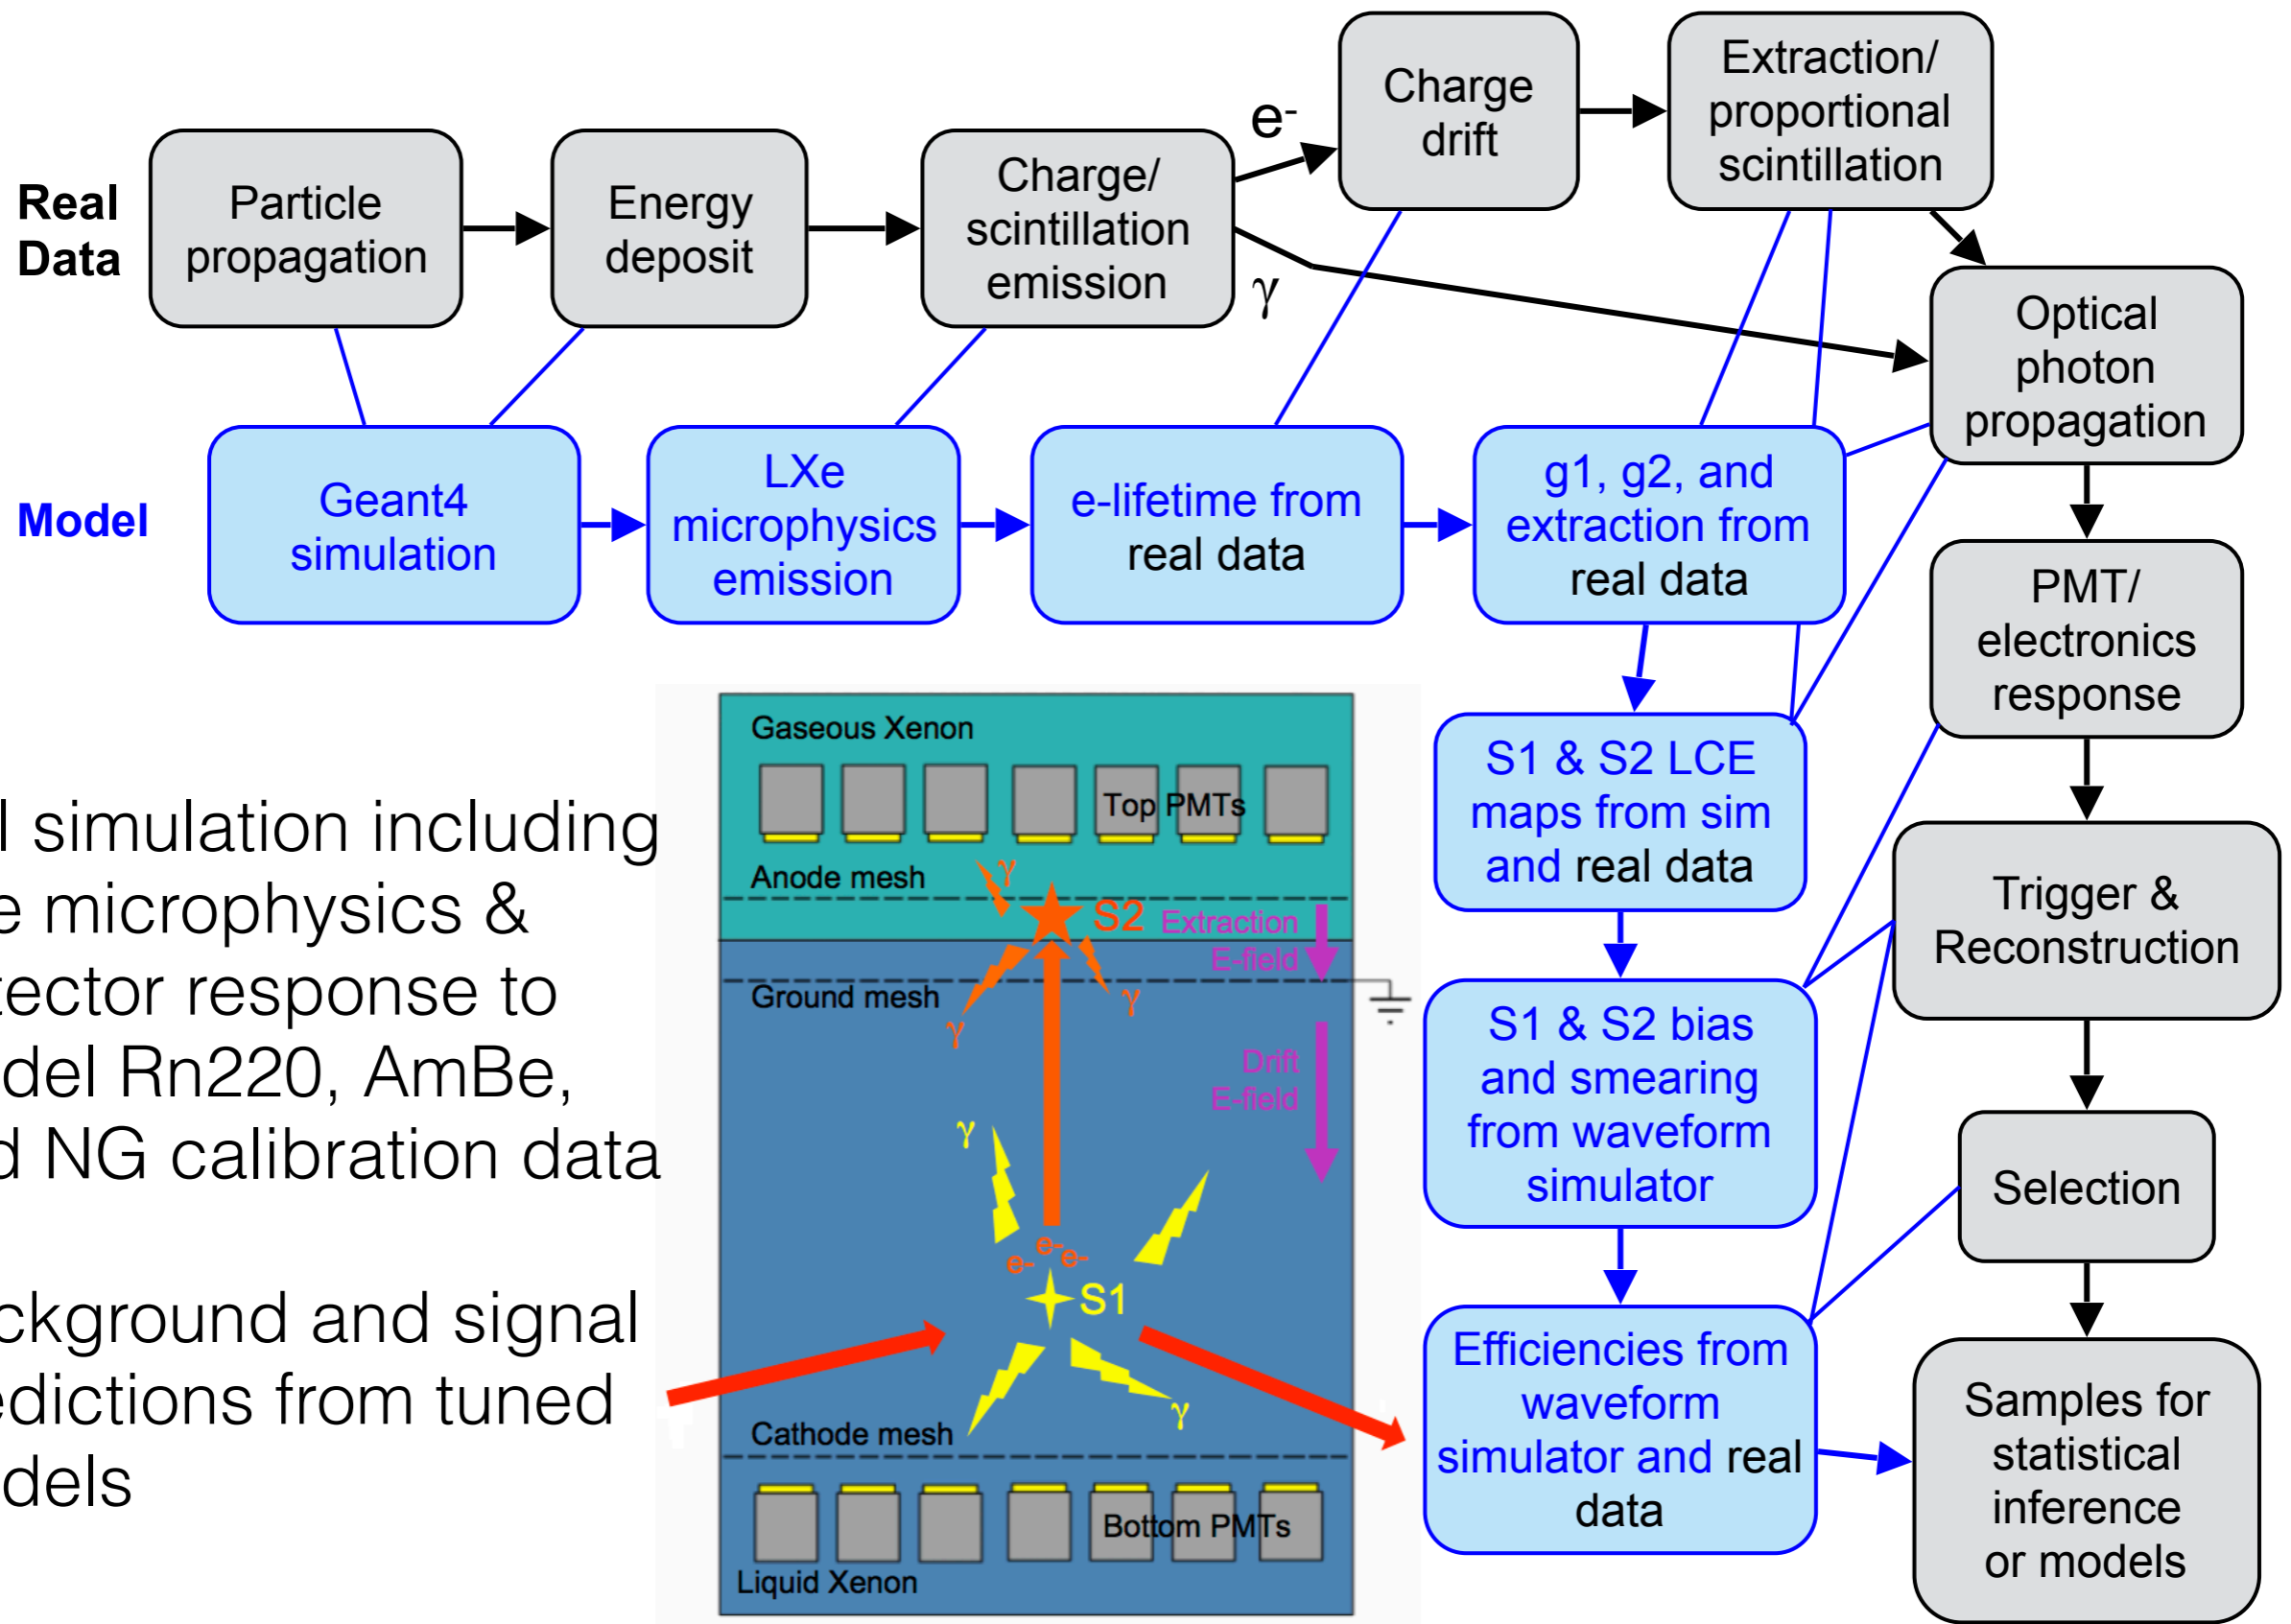 Real
Data
Particle
propagation
Energy
deposit
Charge/
scintillation
emission
e-
γ
Charge
drift
Extraction/
proportional
scintillation
Optical
photon
propagation
PMT/
electronics
response
Trigger &
Reconstruction
Selection
Samples for
statistical
inference
or models
Model
Geant4
simulation
LXe
microphysics
emission
e-lifetime from
real data
g1, g2, and
extraction from
real data
S1 & S2 LCE
maps from sim
and real data
S1 & S2 bias
and smearing
from waveform
simulator
Efficiencies from
waveform
simulator and real
data
l simulation including
e microphysics &
tector response to
odel Rn220, AmBe,
d NG calibration data
ckground and signal
edictions from tuned
odels
Gaseous Xenon
Top PMTs
Anode mesh
γ
S2
Extraction
E-field
Ground mesh
γ
γ
Drift
E-field
γ
e-
e-
e-
S1
γ
Cathode mesh
Bottom PMTs
Liquid Xenon